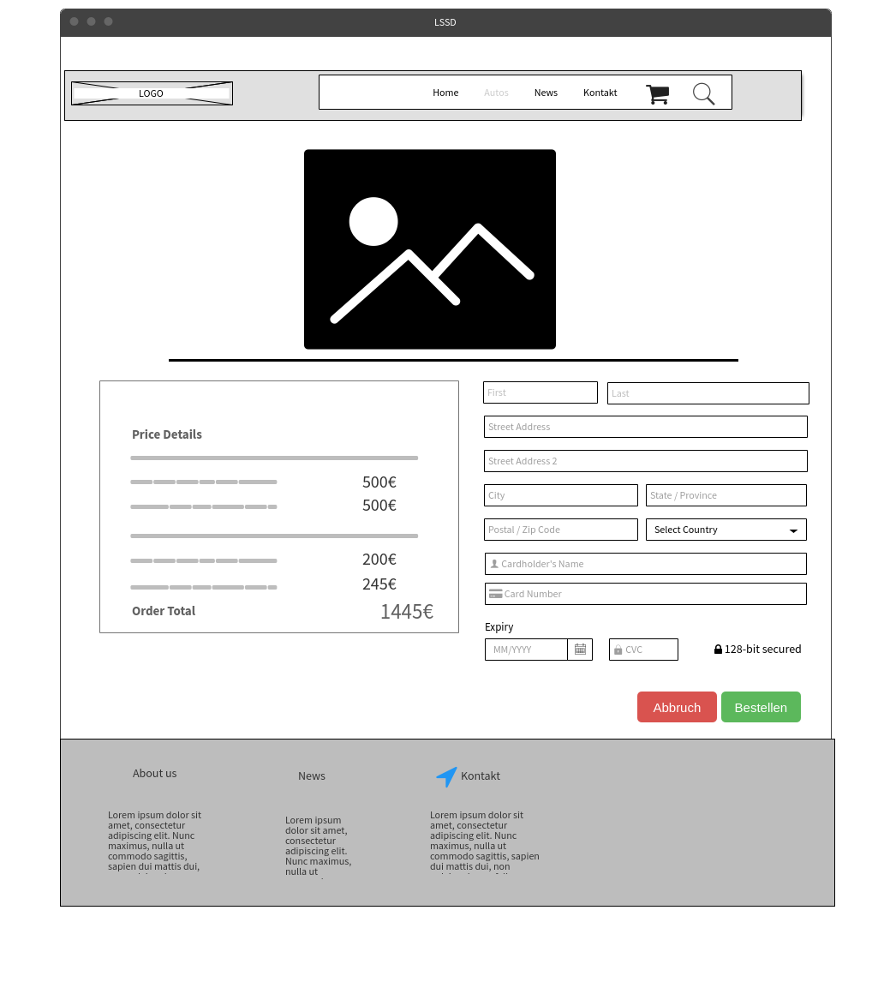 LSSD
LOGO
Home Autos News Kontakt
First Last
Street Address
Street Address 2
City State / Province
Postal / Zip Code Select Country
Cardholder's Name
Card Number
Expiry
MM/YYYY CVC 128-bit secured
Price Details
500€
500€
200€
245€
Order Total 1445€
Abbruch Bestellen
About us
Lorem ipsum dolor sit
amet, consectetur
adipiscing elit. Nunc
maximus, nulla ut
commodo sagittis,
sapien dui mattis dui,
News
Lorem ipsum
dolor sit amet,
consectetur
adipiscing elit.
Nunc maximus,
nulla ut
Kontakt
Lorem ipsum dolor sit
amet, consectetur
adipiscing elit. Nunc
maximus, nulla ut
commodo sagittis, sapien
dui mattis dui, non